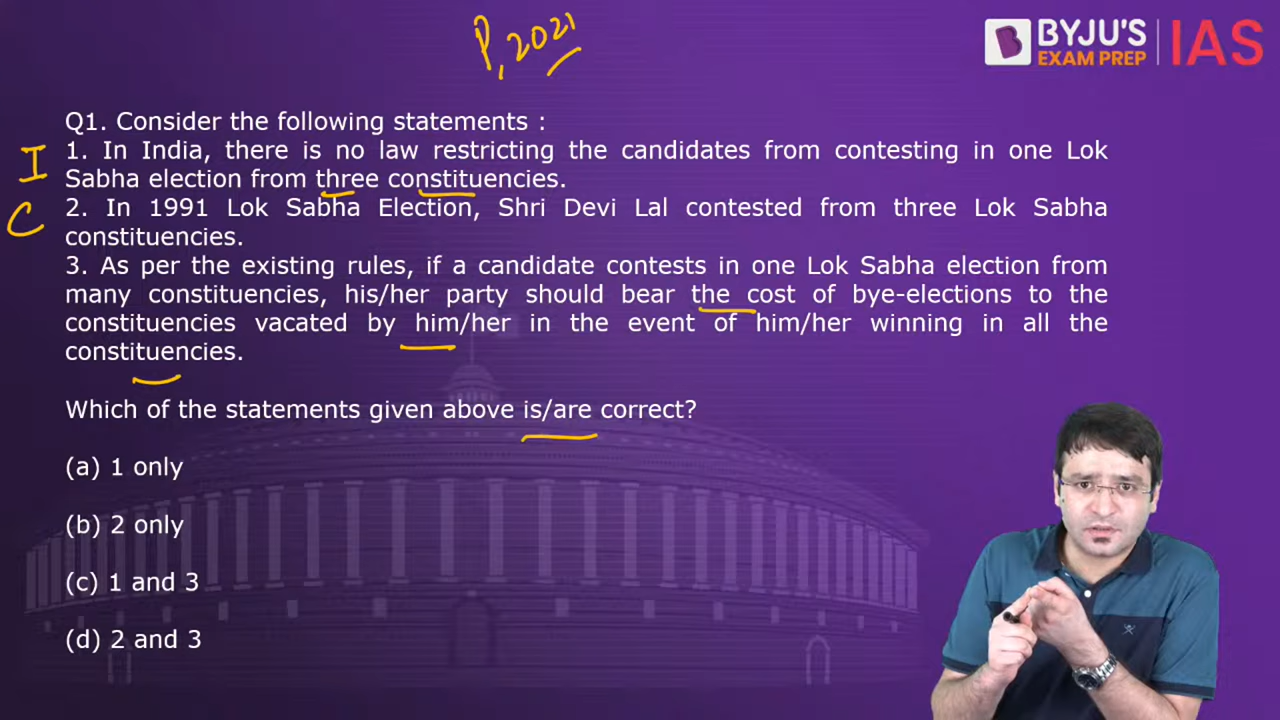 P, 2021
BYJU'S
EXAM PREP
IAS
Q1. Consider the following statements :
I 1. In India, there is no law restricting the candidates from contesting in one Lok
Sabha election from three constituencies.
C 2. In 1991 Lok Sabha Election, Shri Devi Lal contested from three Lok Sabha
constituencies.
3. As per the existing rules, if a candidate contests in one Lok Sabha election from
many constituencies, his/her party should bear the cost of bye-elections to the
constituencies vacated by him/her in the event of him/her winning in all the
constituencies.
Which of the statements given above is/are correct?
(a) 1 only
(b) 2 only
(c) 1 and 3
(d) 2 and 3